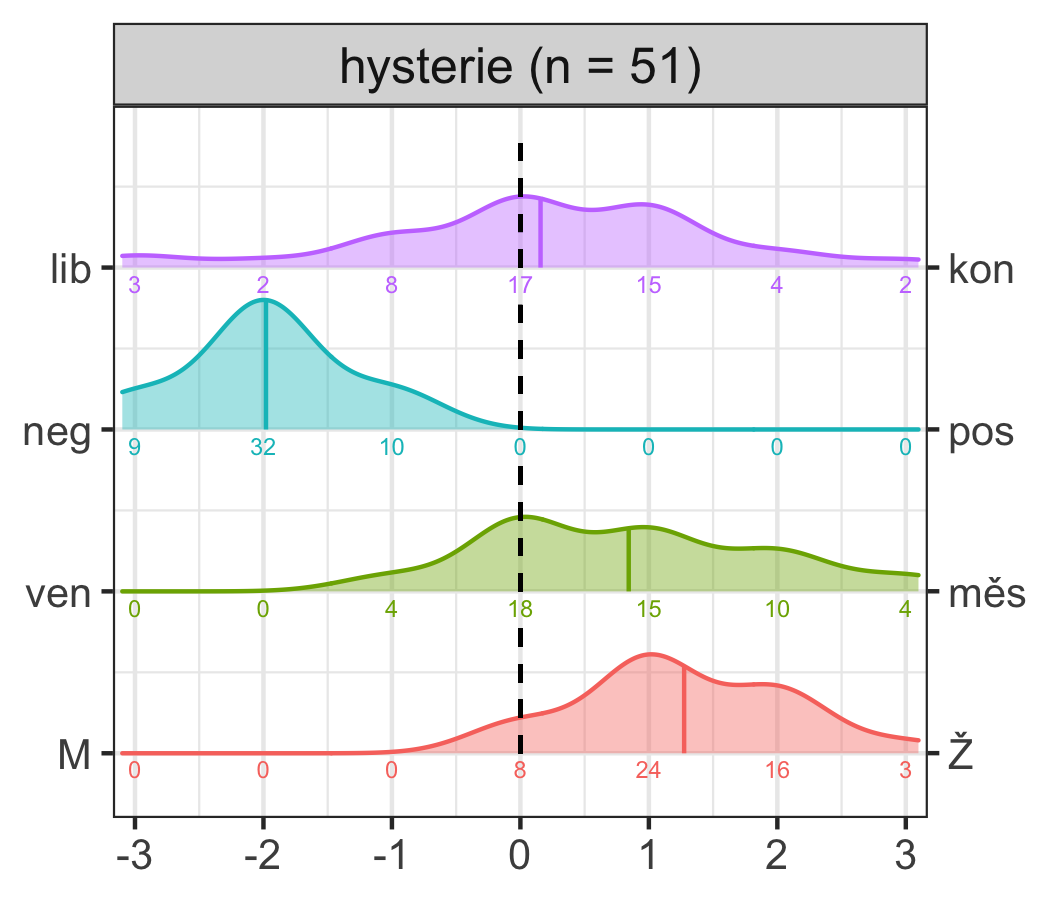 hysterie (n = 51)
lib kon
3 2 8 17 15 4 2
neg pos
9 32 10 0 0 0 0
ven měs
0 0 4 18 15 10 4
M Ž
0 0 0 8 24 16 3
-3 -2 -1 0 1 2 3